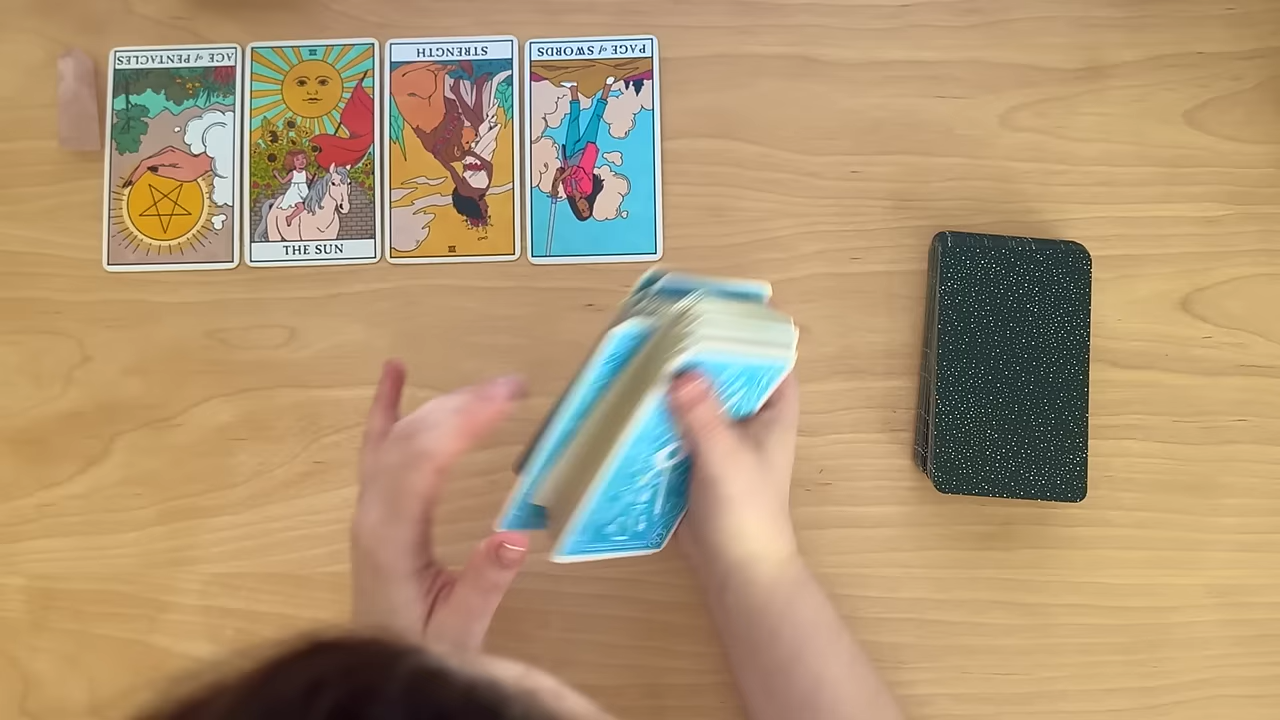 ACE of PENTACLES
THE SUN
STRENGTH
PAGE of SWORDS